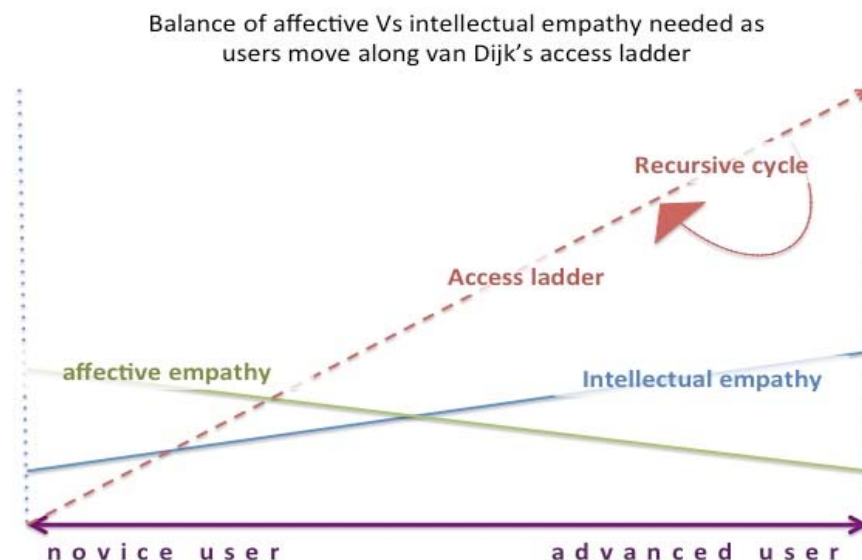 Balance of affective Vs intellectual empathy needed as
users move along van Dijk's access ladder
Recursive cycle
Access ladder
affective empathy
Intellectual empathy
novice user
advanced user